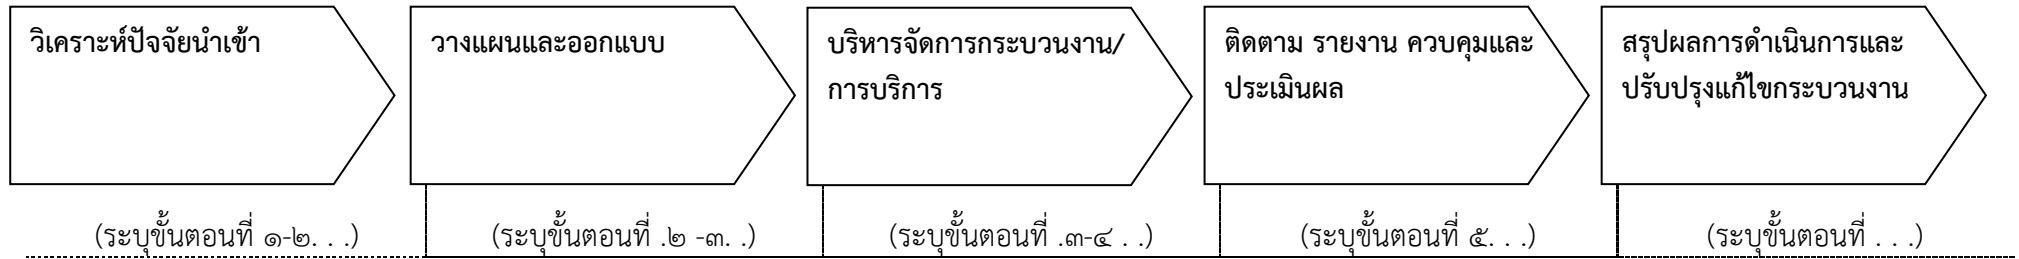 วิเคราะห์ปัจจัยนำเข้า
วางแผนและออกแบบ
บริหารจัดการกระบวนงาน/
การบริการ
ติดตาม รายงาน ควบคุมและ
ประเมินผล
สรุปผลการดำเนินการและ
ปรับปรุงแก้ไขกระบวนงาน
(ระบุขั้นตอนที่ ๑-๒. . .)
(ระบุขั้นตอนที่ .๒ -๓. .)
(ระบุขั้นตอนที่ .๓-๔ . .)
(ระบุขั้นตอนที่ ๕. . .)
(ระบุขั้นตอนที่ . . .)